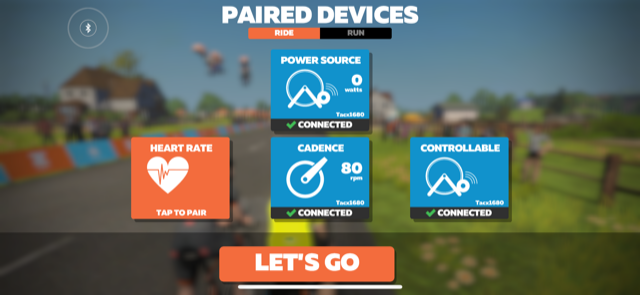 PAIRED DEVICES
RIDE
RUN
POWER SOURCE
0
watts
Tacx1680
CONNECTED
HEART RATE
TAP TO PAIR
CADENCE
80
rpm
Tacx1680
CONNECTED
CONTROLLABLE
Tacx1680
CONNECTED
LET'S GO